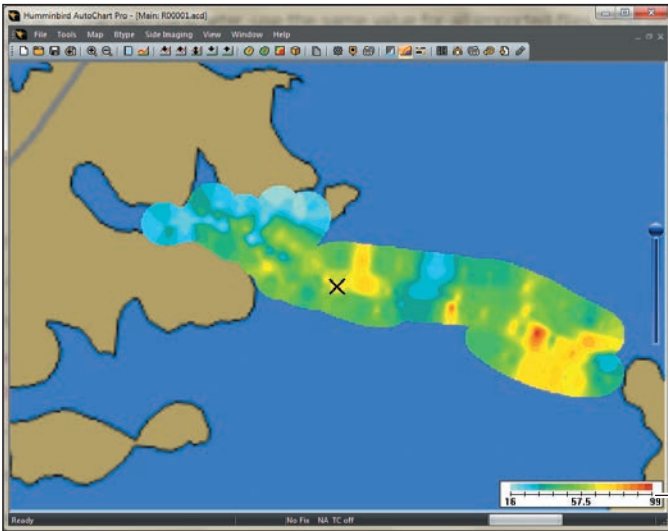 Humminbird AutoChart Pro - [Main: R00001.acd]
File Tools Map Btype Side Imaging View Window Help
16 57.5 99
Ready No Fix NA TC off